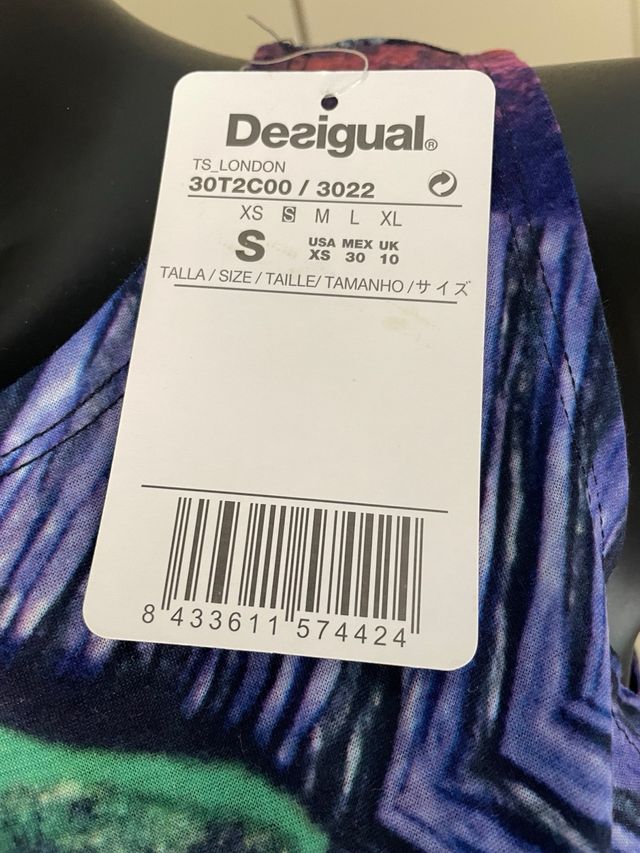 Desigual®
TS_LONDON
30T2C00 / 3022
XS S M L XL
S USA MEX UK
XS 30 10
TALLA / SIZE / TAILLE/ TAMANHO /サイズ
8 433611 574424